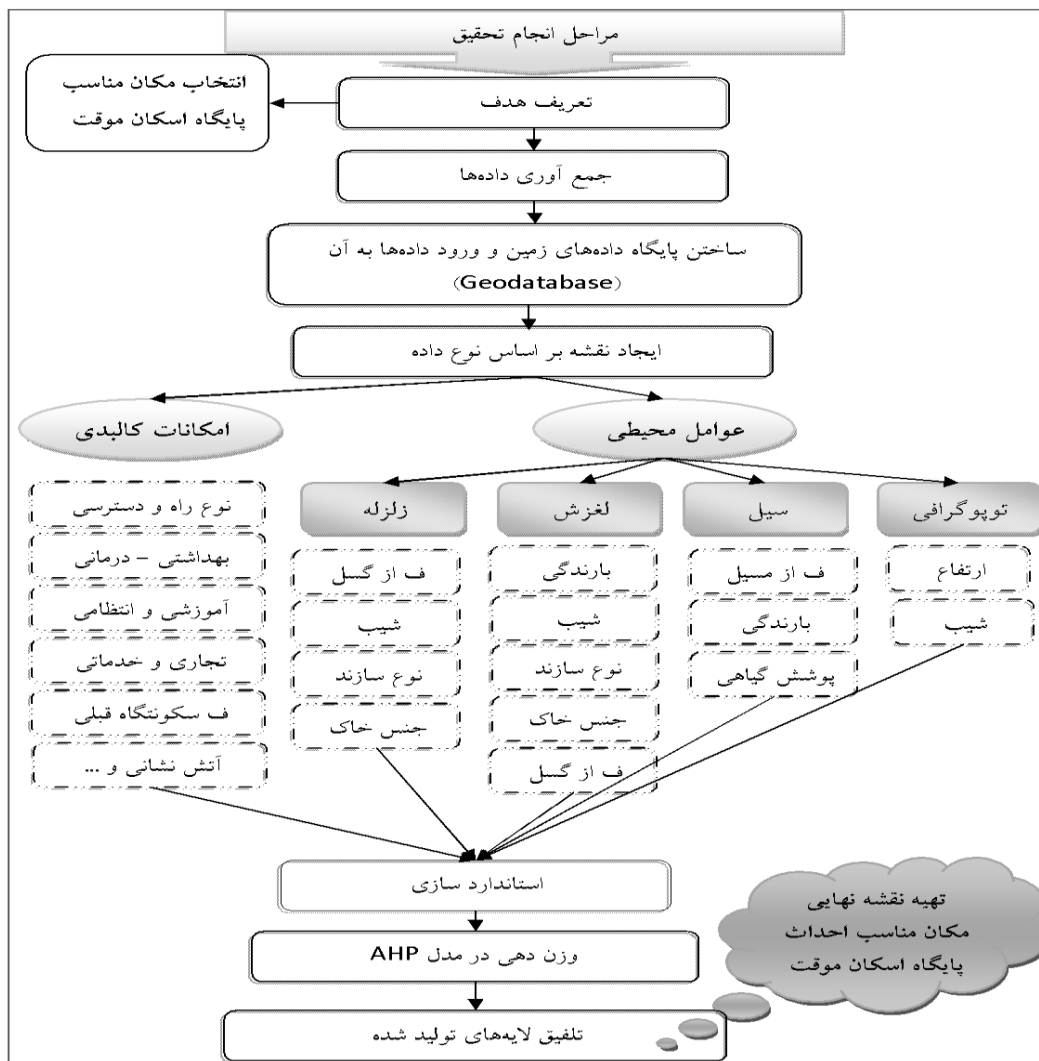 مراحل انجام تحقیق
تعریف هدف
انتخاب مکان مناسب
پایگاه اسکان موقت
جمع آوری داده‌ها
ساختن پایگاه داده‌های زمین و ورود داده‌ها به آن
(Geodatabase)
ایجاد نقشه بر اساس نوع داده
عوامل محیطی
امکانات کالبدی
توپوگرافی
ارتفاع
شیب
سیل
ف از مسیل
بارندگی
پوشش گیاهی
لغزش
بارندگی
شیب
نوع سازند
جنس خاک
ف از گسل
زلزله
ف از گسل
شیب
نوع سازند
جنس خاک
نوع راه و دسترسی
بهداشتی – درمانی
آموزشی و انتظامی
تجاری و خدماتی
ف سکونتگاه قبلی
آتش نشانی و ...
استاندارد سازی
وزن دهی در مدل AHP
تلفیق لایه‌های تولید شده
تهیه نقشه نهایی
مکان مناسب احداث
پایگاه اسکان موقت